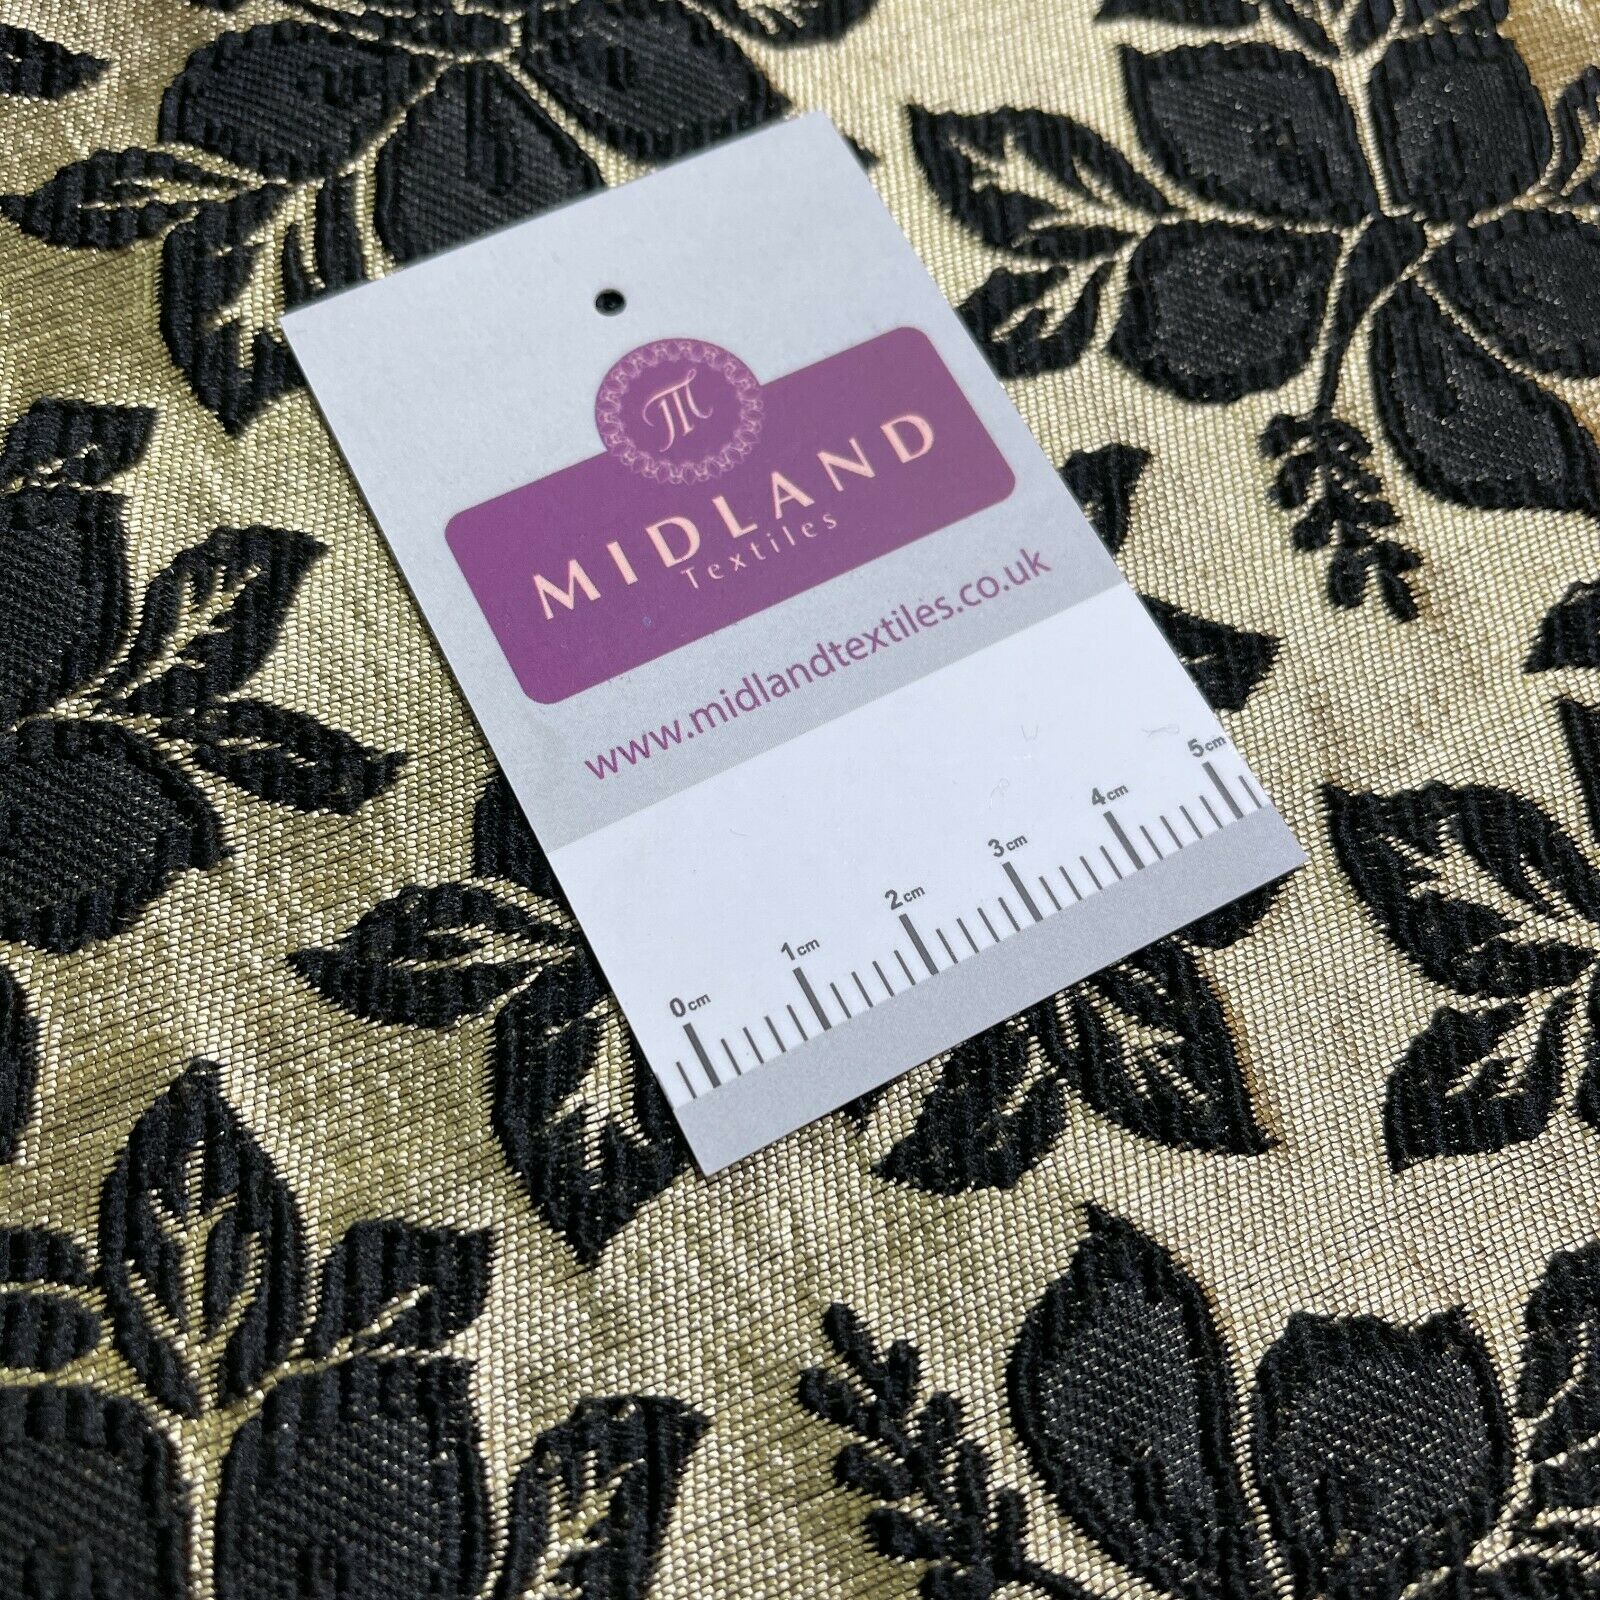 M
MIDLAND
Textiles
www.midlandtextiles.co.uk
0cm 1cm 2cm 3cm 4cm 5cm